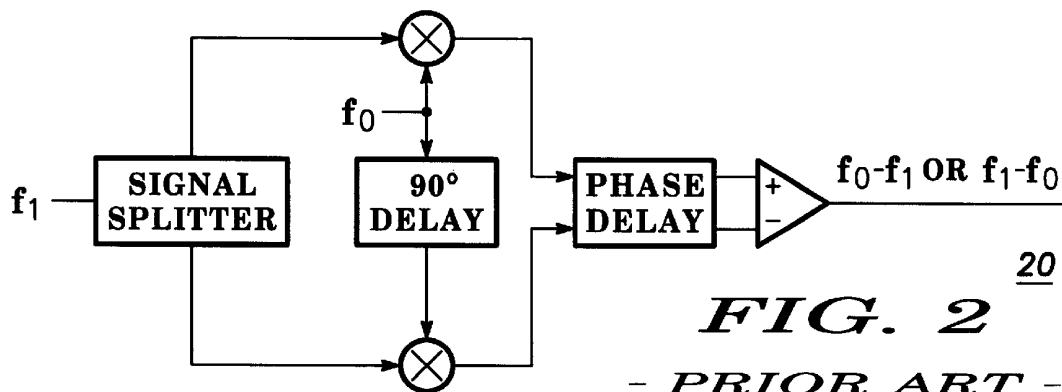 f0
f1
SIGNAL
SPLITTER
90°
DELAY
PHASE
DELAY
+
−
f0-f1 OR f1-f0
20
FIG. 2
- PRIOR ART -